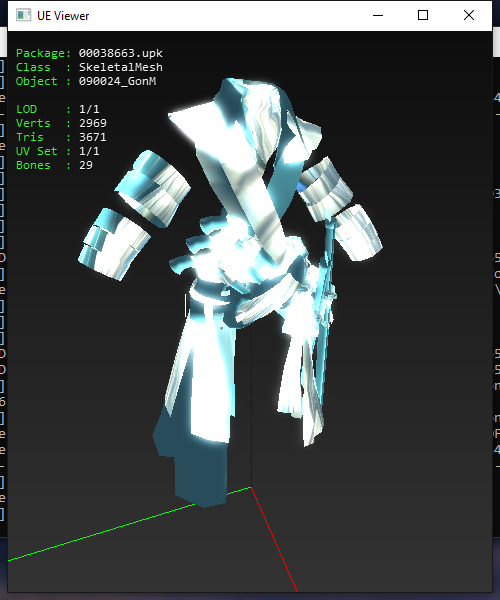 UE Viewer
Package: 00038663.upk
Class : SkeletalMesh
Object : 090024_GonM
LOD : 1/1
Verts : 2969
Tris : 3671
UV Set : 1/1
Bones : 29